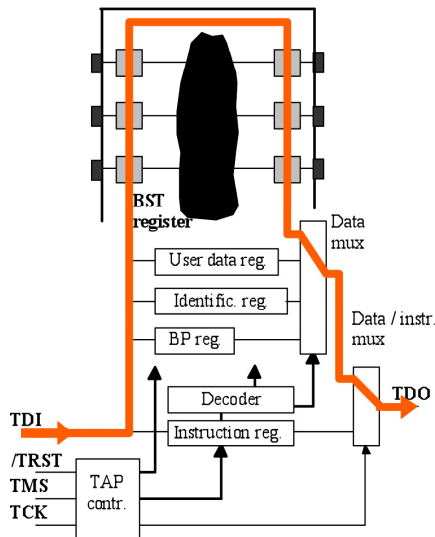 BST
register
Data
mux
User data reg.
Identific. reg.
BP reg.
Data / instr.
mux
Decoder
TDO
TDI
Instruction reg.
/TRST
TMS
TCK
TAP
contr.